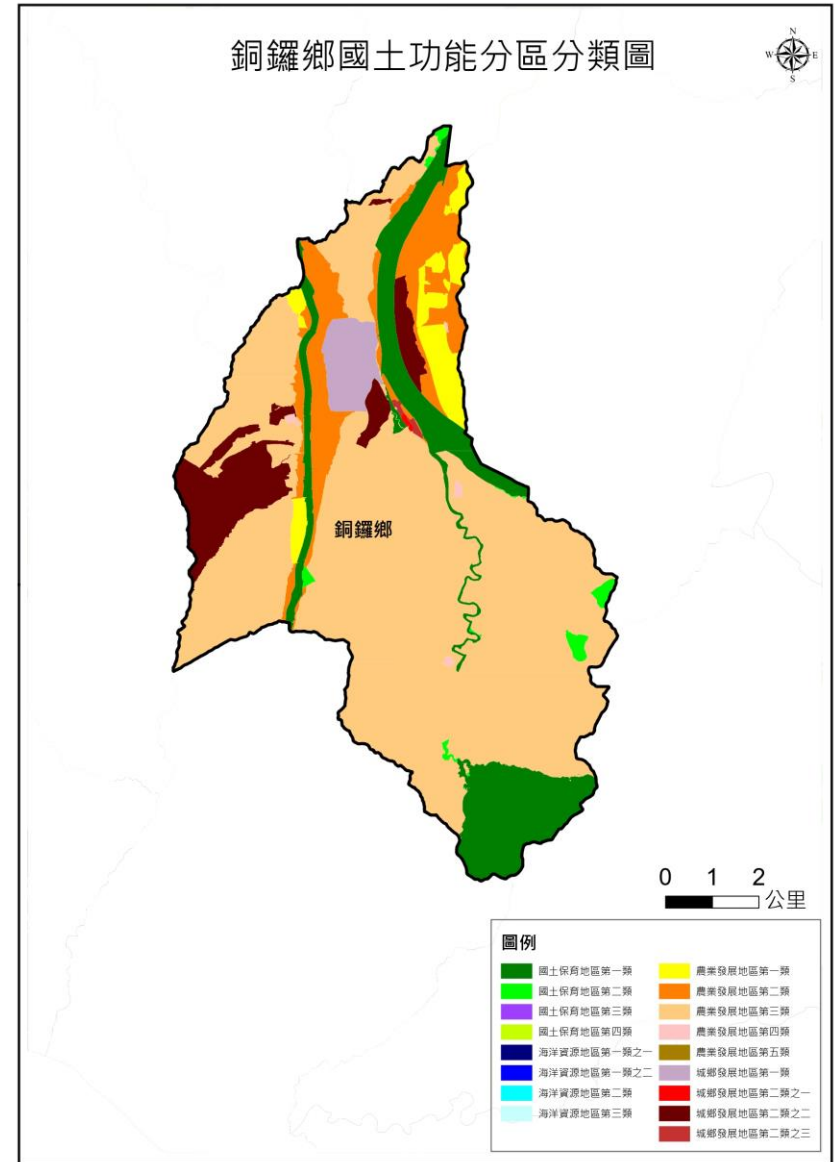 銅鑼鄉國土功能分區分類圖
N
W E
S
銅鑼鄉
0 1 2
公里
圖例
國土保育地區第一類
國土保育地區第二類
國土保育地區第三類
國土保育地區第四類
海洋資源地區第一類之一
海洋資源地區第一類之二
海洋資源地區第二類
海洋資源地區第三類
農業發展地區第一類
農業發展地區第二類
農業發展地區第三類
農業發展地區第四類
農業發展地區第五類
城鄉發展地區第一類
城鄉發展地區第二類之一
城鄉發展地區第二類之二
城鄉發展地區第二類之三